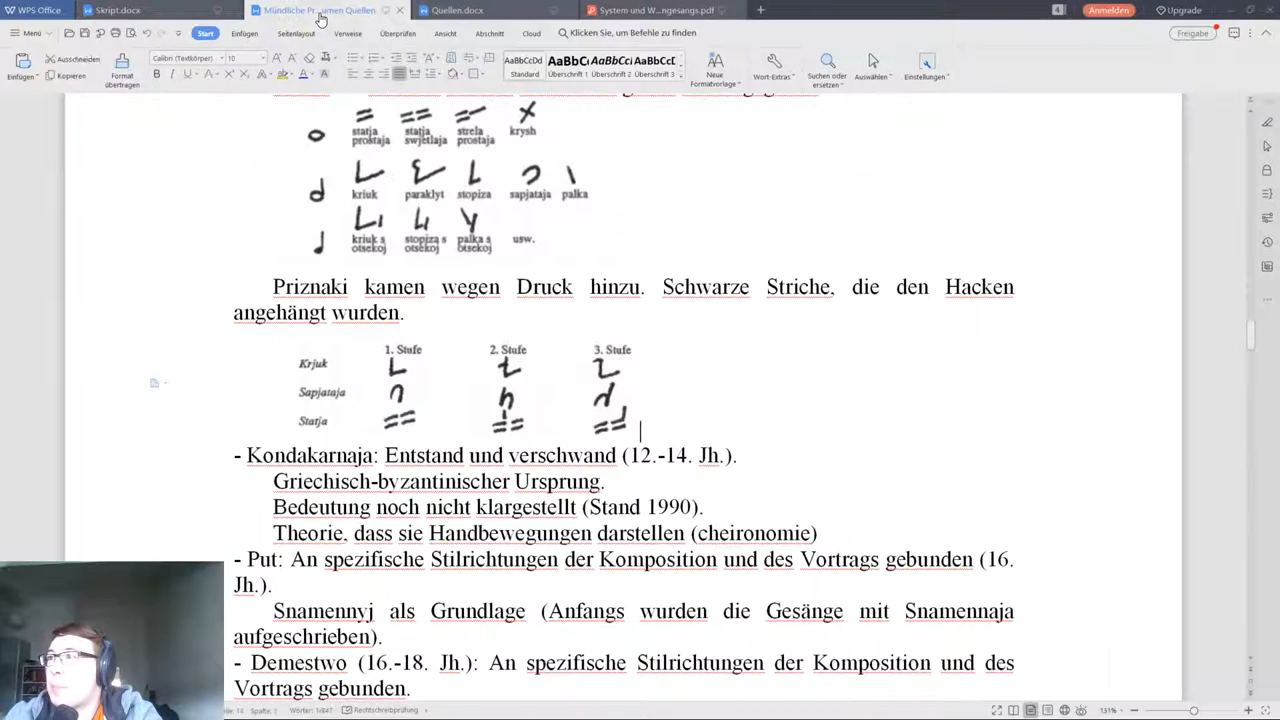 WPS Office Skript.docx Mündliche Pr...umen Quellen Quellen.docx. System und W...ngesangs.pdf 4 Anmelden Upgrade
Menü Start Einfügen Seitenlayout Verweise Überprüfen Ansicht Abschnitt Cloud Klicken Sie, um Befehle zu finden Freigabe
Einfügen Ausschneiden Kopieren Format übertragen Calibri (Textkörper) 10 AaBbCcDd Standard AaBbCc Überschrift 1 AaBbCci Überschrift 2 AaBbCcD Überschrift 3 Neue Formatvorlage Wort-Extras Suchen oder ersetzen Auswählen Einstellungen
statja prostaja statja swjetlaja strela prostaja krysh
kriuk paraklyt stopiza sapjataja palka
kriuk s otsekoj stopiza s otsekoj palka s otsekoj usw.
Priznaki kamen wegen Druck hinzu. Schwarze Striche, die den Hacken
angehängt wurden.
1. Stufe 2. Stufe 3. Stufe
Krjuk
Sapjataja
Statja
- Kondakarnaja: Entstand und verschwand (12.-14. Jh.).
Griechisch-byzantinischer Ursprung.
Bedeutung noch nicht klargestellt (Stand 1990).
Theorie, dass sie Handbewegungen darstellen (cheironomie)
- Put: An spezifische Stilrichtungen der Komposition und des Vortrags gebunden (16.
Jh.).
Snamennyj als Grundlage (Anfangs wurden die Gesänge mit Snamennaja
aufgeschrieben).
- Demestwo (16.-18. Jh.): An spezifische Stilrichtungen der Komposition und des
Vortrags gebunden.
Rechtschreibprüfung 131%